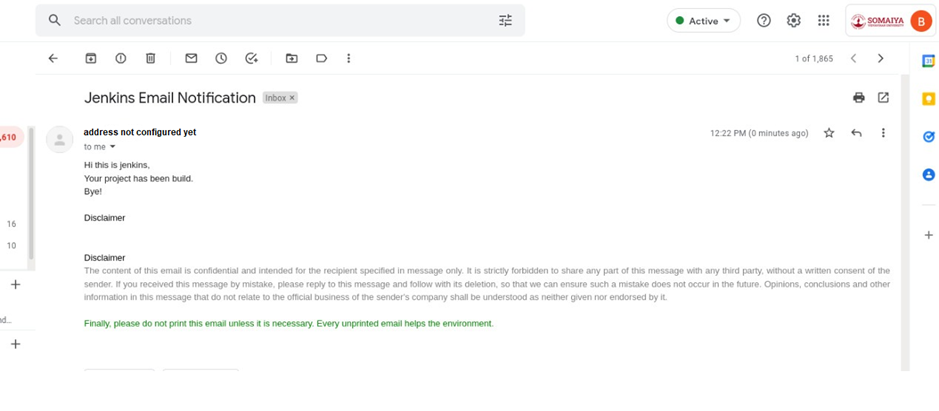 Search all conversations
Active
SOMAIYA
B
1 of 1,865
Jenkins Email Notification
Inbox ×
,610
address not configured yet
12:22 PM (0 minutes ago)
to me
Hi this is jenkins,
Your project has been build.
Bye!
Disclaimer
16
10
Disclaimer
The content of this email is confidential and intended for the recipient specified in message only. It is strictly forbidden to share any part of this message with any third party, without a written consent of the
sender. If you received this message by mistake, please reply to this message and follow with its deletion, so that we can ensure such a mistake does not occur in the future. Opinions, conclusions and other
information in this message that do not relate to the official business of the sender's company shall be understood as neither given nor endorsed by it.
nd...
Finally, please do not print this email unless it is necessary. Every unprinted email helps the environment.
31